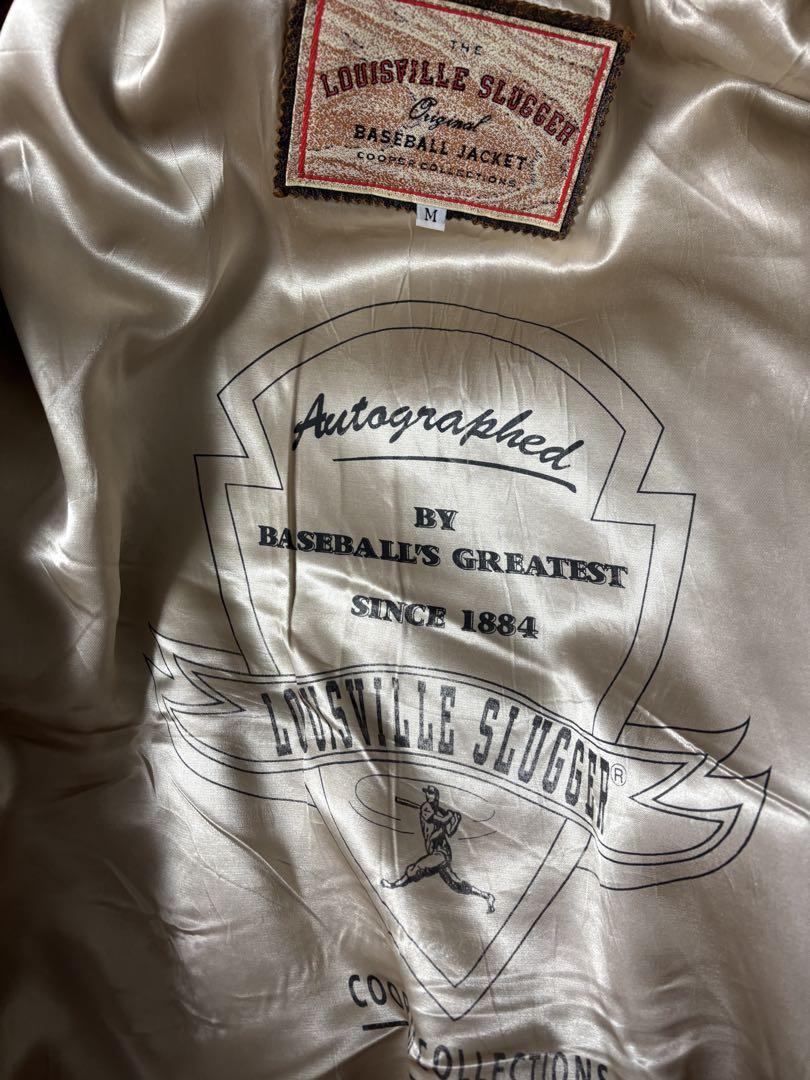 THE
LOUISVILLE SLUGGER
Original
BASEBALL JACKET
COOPER COLLECTIONS
M
Autographed
BY
BASEBALL'S GREATEST
SINCE 1884
LOUISVILLE SLUGGER®
COLLECTIONS